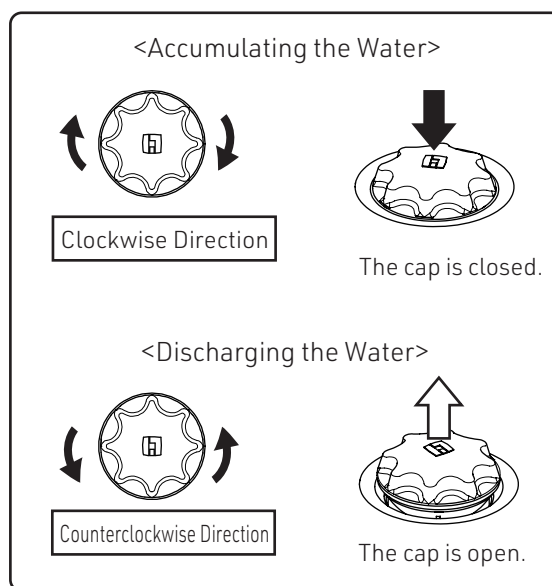 <Accumulating the Water>
Clockwise Direction
The cap is closed.
<Discharging the Water>
Counterclockwise Direction
The cap is open.